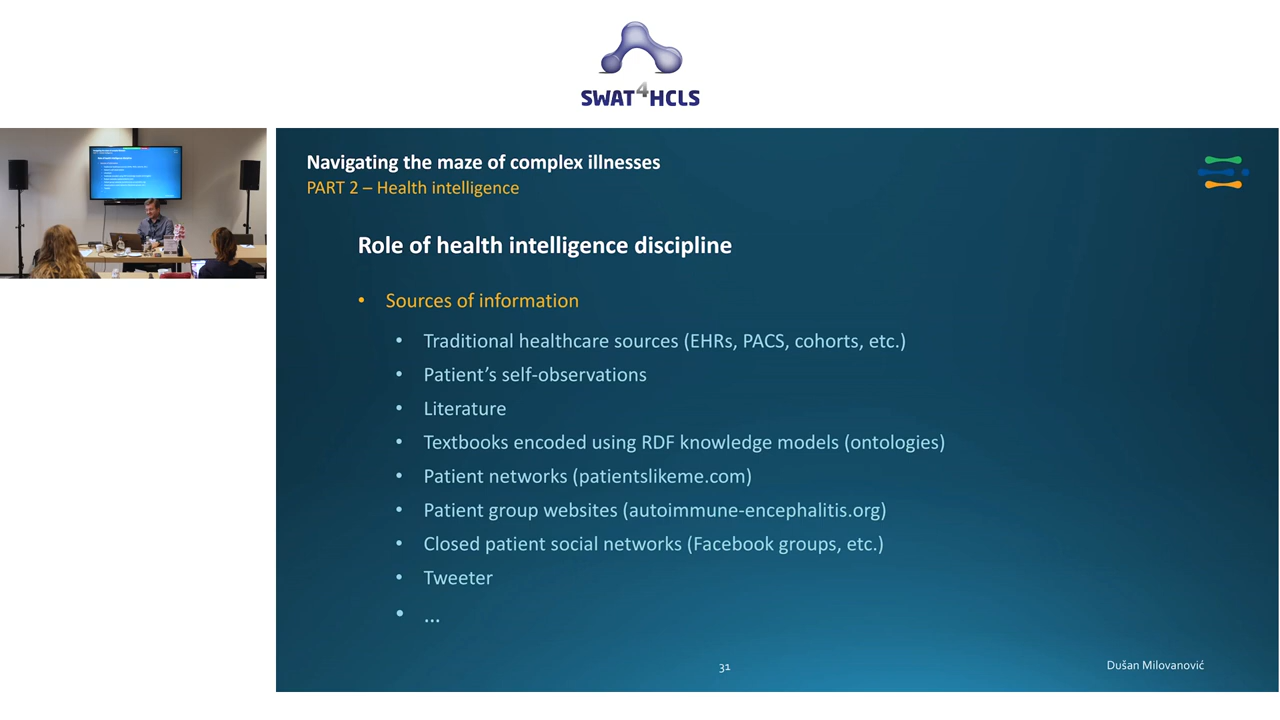 SWAT4HCLS
Navigating the maze of complex illnesses
PART 2 – Health intelligence
Role of health intelligence discipline
• Sources of information
• Traditional healthcare sources (EHRs, PACS, cohorts, etc.)
• Patient’s self-observations
• Literature
• Textbooks encoded using RDF knowledge models (ontologies)
• Patient networks (patientslikeme.com)
• Patient group websites (autoimmune-encephalitis.org)
• Closed patient social networks (Facebook groups, etc.)
• Tweeter
• ...
31
Dušan Milovanović